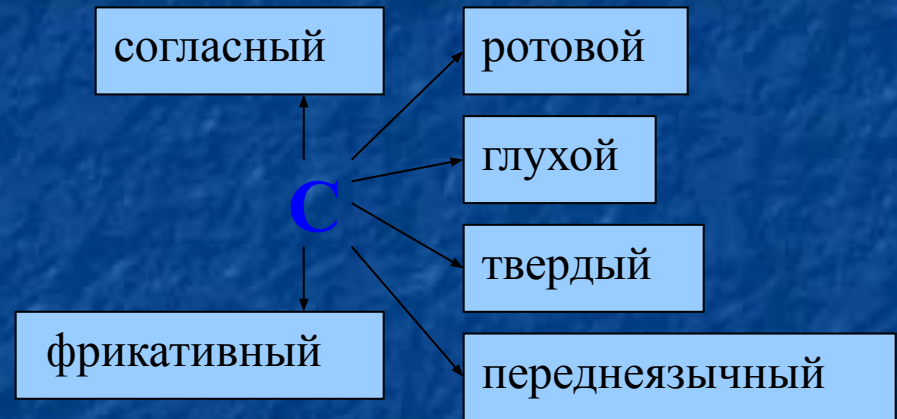 согласный
ротовой
глухой
С
твердый
фрикативный
переднеязычный